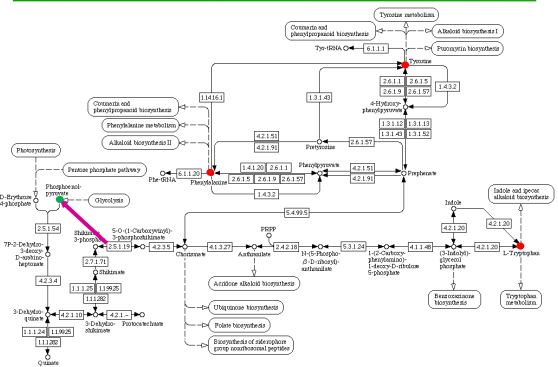 Tyrosine metabolism
Coumarin and
phenylpropanoid biosynthesis
Alkaloid biosynthesis I
Tyr-tRNA
6.1.1.1
Puromycin biosynthesis
Tyrosine
2.6.1.1
2.6.1.5
2.6.1.9
2.6.1.57
1.4.3.2
1.14.16.1
1.3.1.43
4-Hydroxy-
phenylpyruvate
Coumarin and
phenylpropanoid biosynthesis
Phenylalanine metabolism
Alkaloid biosynthesis II
1.3.1.12
1.3.1.13
1.3.1.43
1.3.1.52
4.2.1.51
4.2.1.91
Pretyrosine
2.6.1.57
Photosynthesis
Pentose phosphate pathway
Phe-tRNA
6.1.1.20
Phenylalanine
1.4.1.20
2.6.1.1
2.6.1.5
2.6.1.9
2.6.1.57
Phenylpyruvate
4.2.1.51
4.2.1.91
Prephenate
1.4.3.2
D-Erythrose
4-phosphate
Phosphoenol-
pyruvate
Glycolysis
Indole and ipecac
alkaloid biosynthesis
5.4.99.5
2.5.1.54
Shikimate
3-phosphate
5-O-(1-Carboxyvinyl)-
3-phosphoshikimate
2.5.1.19
4.2.3.5
Chorismate
4.1.3.27
Anthranilate
PRPP
2.4.2.18
N-(5-Phospho-
β-D-ribosyl)-
anthranilate
5.3.1.24
1-(2-Carboxy-
phenylamino)-
1-deoxy-D-ribulose
5-phosphate
4.1.1.48
Indole
4.2.1.20
4.2.1.20
(3-Indolyl)-
glycerol
phosphate
4.2.1.20
L-Tryptophan
7P-2-Dehydro-
3-deoxy-
D-arabino-
heptonate
2.7.1.71
Shikimate
4.2.3.4
1.1.1.25
1.1.99.25
1.1.1.282
Acridone alkaloid biosynthesis
Benzoxazinone
biosynthesis
Tryptophan
metabolism
3-Dehydro-
quinate
4.2.1.10
3-Dehydro-
shikimate
4.2.1.-
Protocatechuate
Ubiquinone biosynthesis
Folate biosynthesis
Biosynthesis of siderophore
group nonribosomal peptides
1.1.1.24
1.1.99.25
1.1.1.282
Quinate